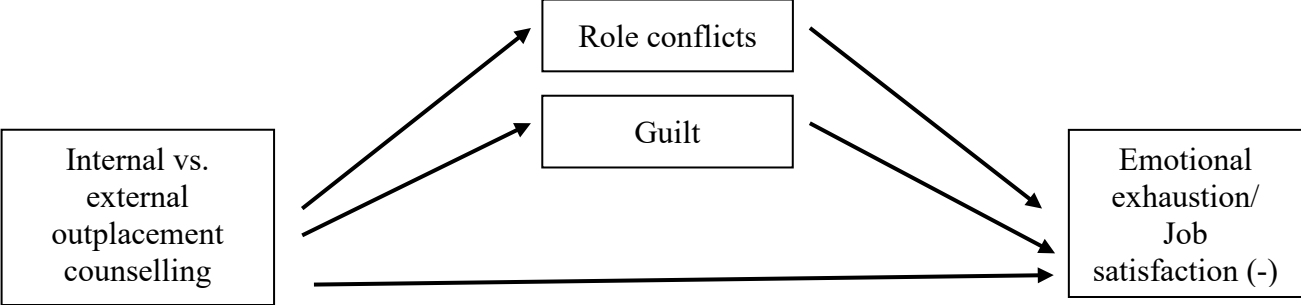 Role conflicts
Guilt
Internal vs.
external
outplacement
counselling
Emotional
exhaustion/
Job
satisfaction (-)